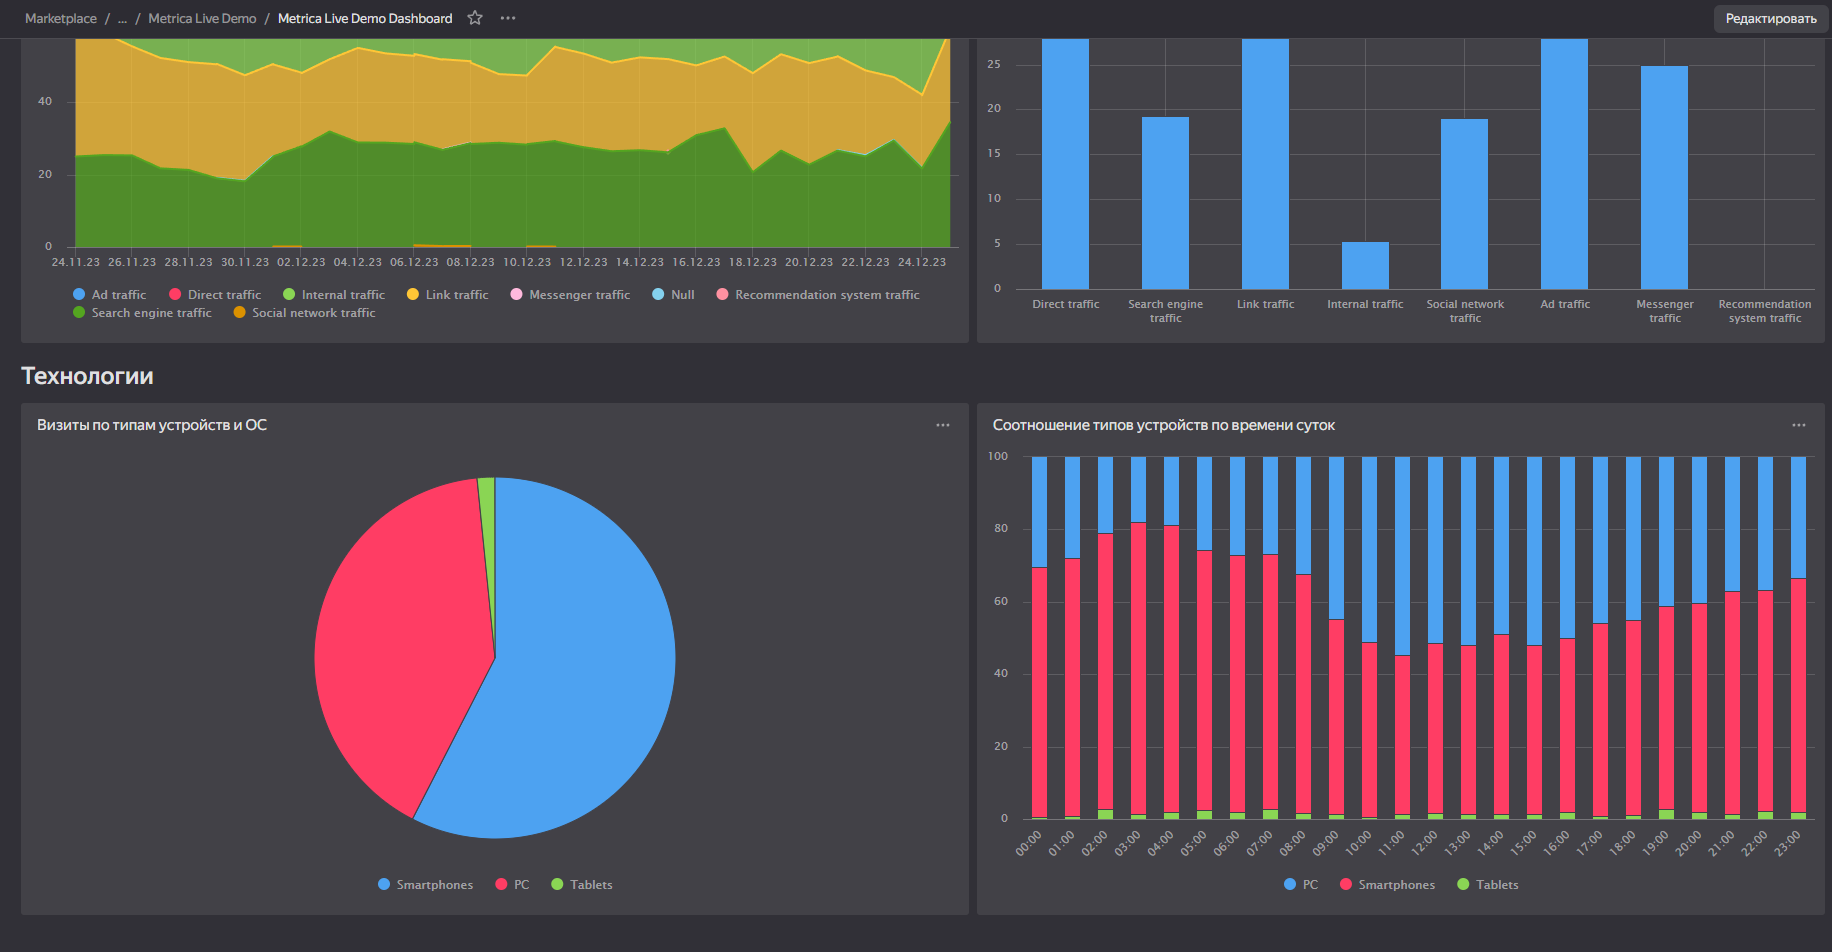 Marketplace / ... / Metrica Live Demo / Metrica Live Demo Dashboard
Редактировать
40
20
0
24.11.23 26.11.23 28.11.23 30.11.23 02.12.23 04.12.23 06.12.23 08.12.23 10.12.23 12.12.23 14.12.23 16.12.23 18.12.23 20.12.23 22.12.23 24.12.23
Ad traffic Direct traffic Internal traffic Link traffic Messenger traffic Null Recommendation system traffic
Search engine traffic Social network traffic
25
20
15
10
5
0
Direct traffic
Search engine
traffic
Link traffic
Internal traffic
Social network
traffic
Ad traffic
Messenger
traffic
Recommendation
system traffic
Технологии
Визиты по типам устройств и ОС
Smartphones PC Tablets
Соотношение типов устройств по времени суток
100
80
60
40
20
0
00:00 01:00 02:00 03:00 04:00 05:00 06:00 07:00 08:00 09:00 10:00 11:00 12:00 13:00 14:00 15:00 16:00 17:00 18:00 19:00 20:00 21:00 22:00 23:00
PC Smartphones Tablets